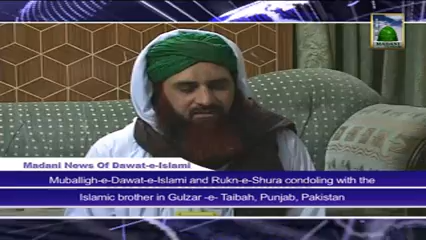 MADANI
Madani News Of Dawat-e-Islami
Muballigh-e-Dawat-e-Islami and Rukn-e-Shura condoling with the
Islamic brother in Gulzar -e- Taibah, Punjab, Pakistan